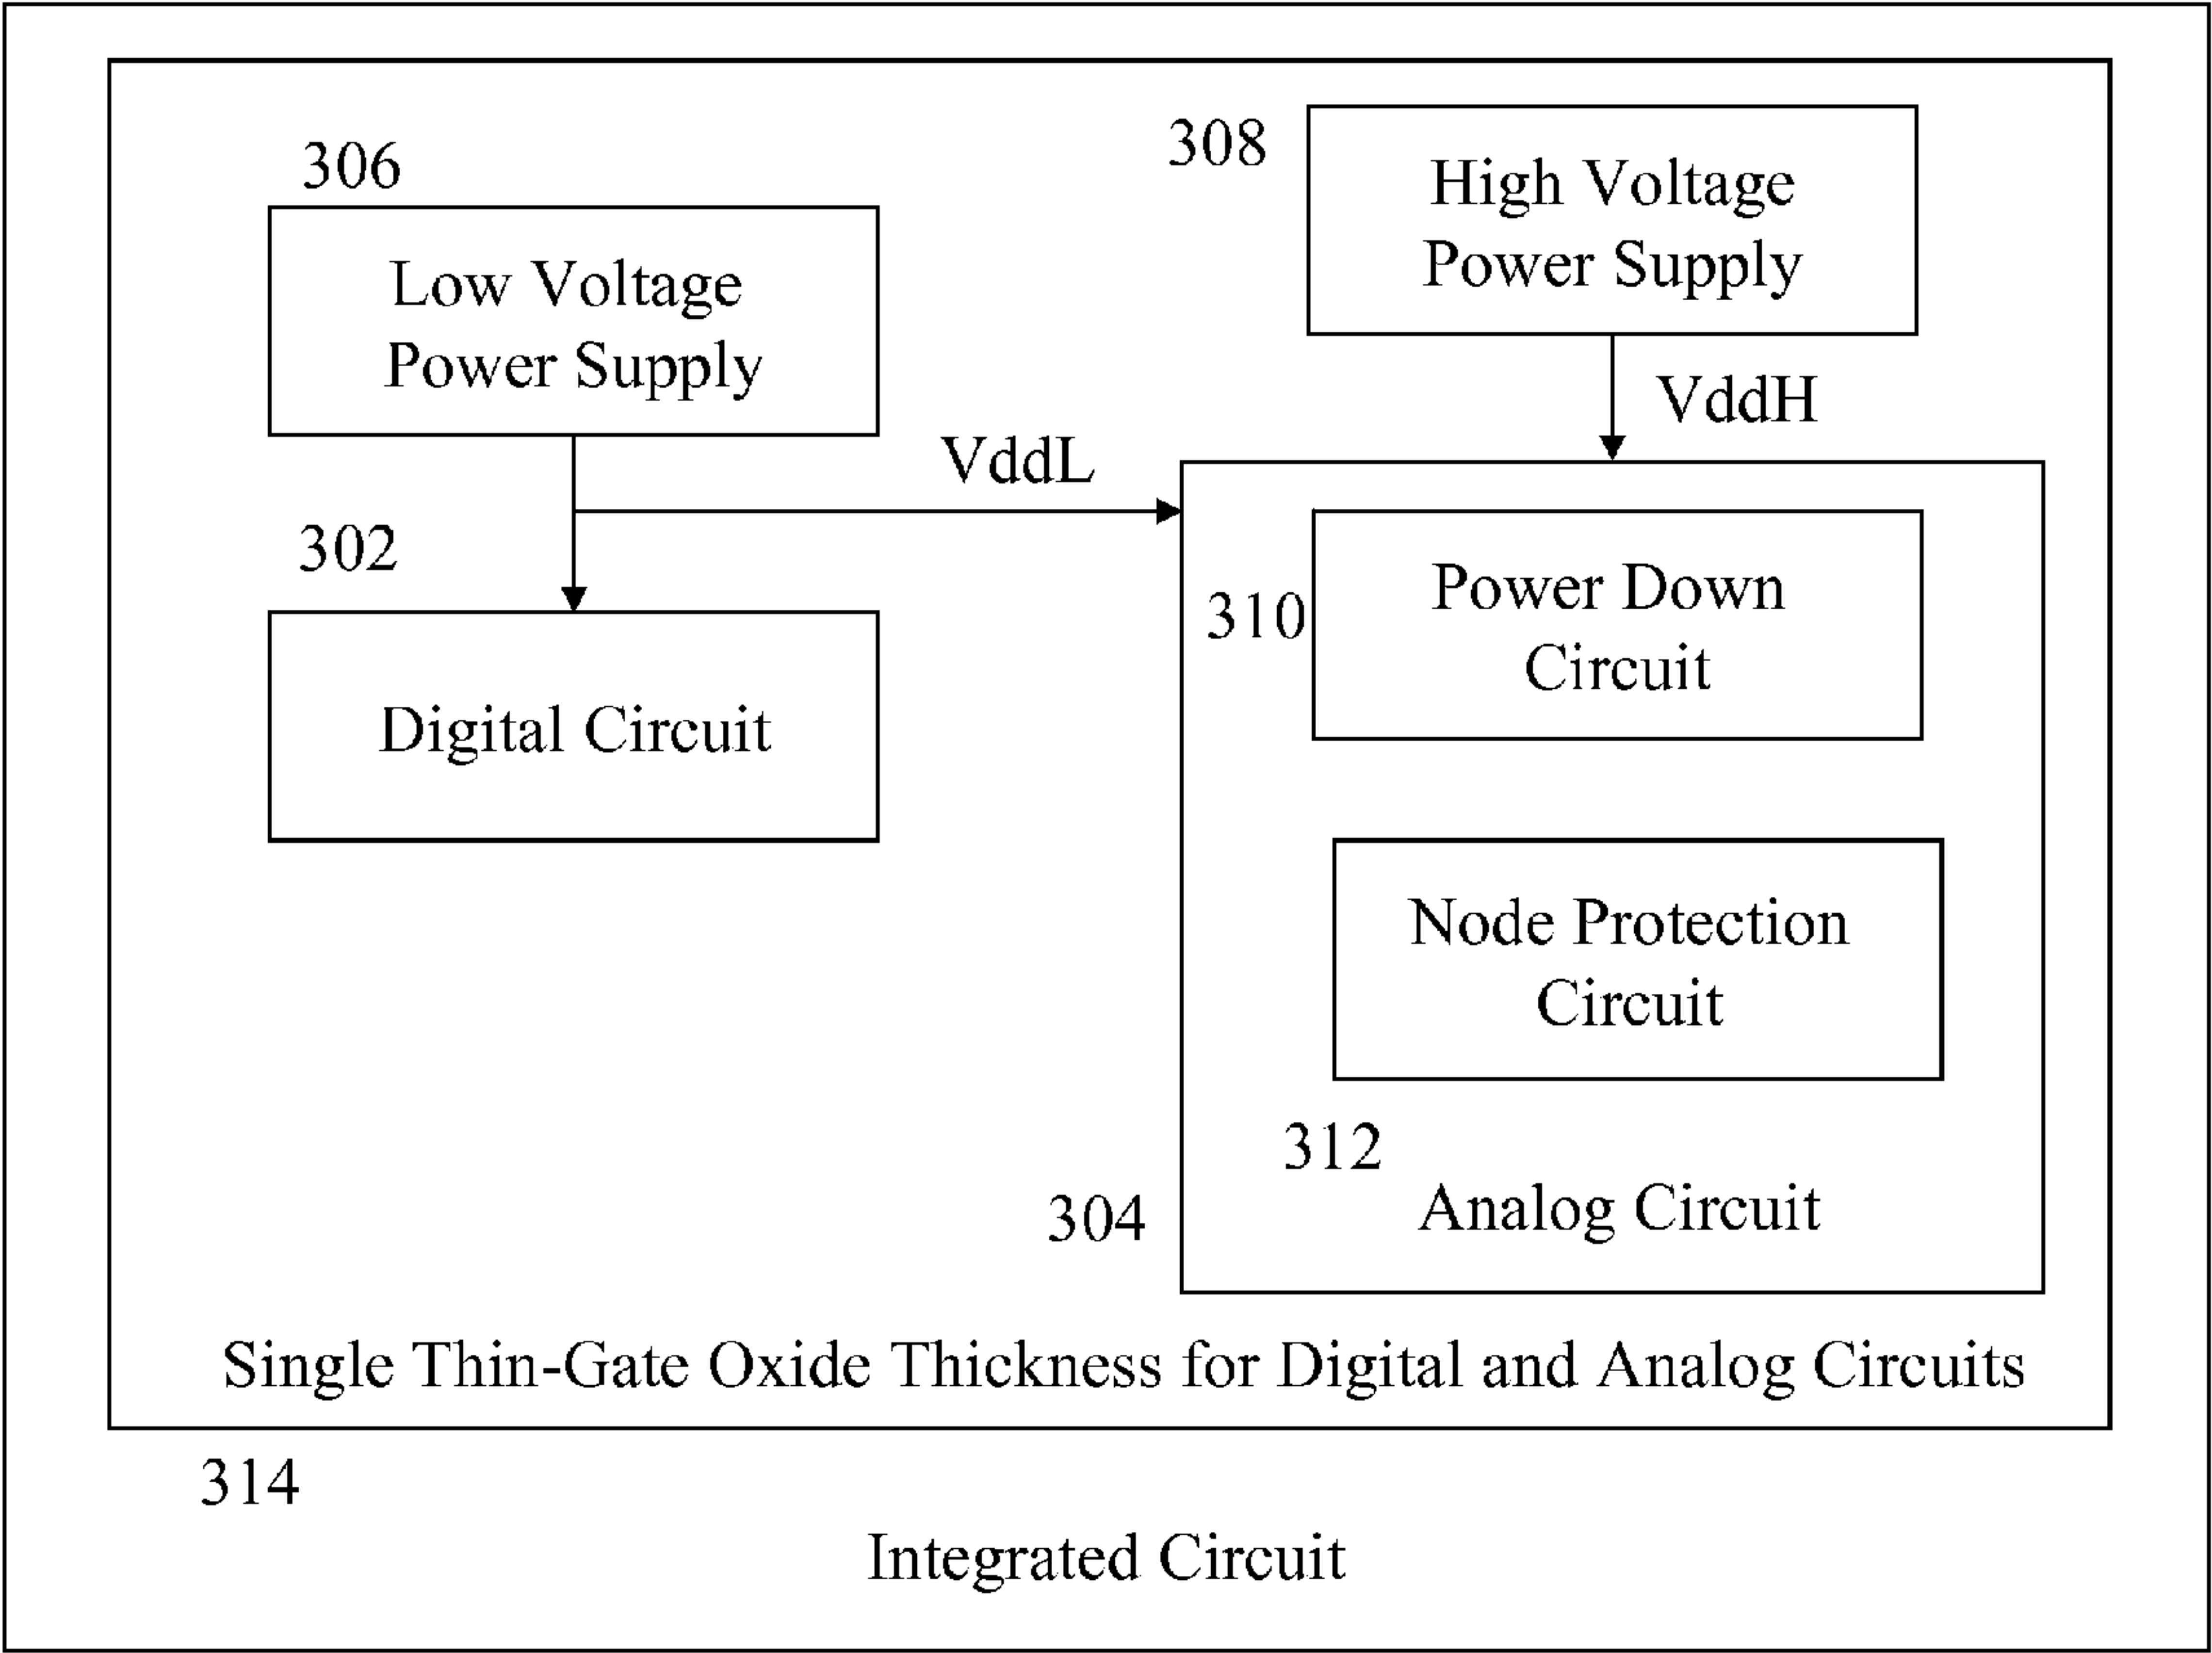 306
Low Voltage
Power Supply
308
High Voltage
Power Supply
VddH
VddL
302
Digital Circuit
310
Power Down
Circuit
Node Protection
Circuit
312
304
Analog Circuit
Single Thin-Gate Oxide Thickness for Digital and Analog Circuits
314
Integrated Circuit